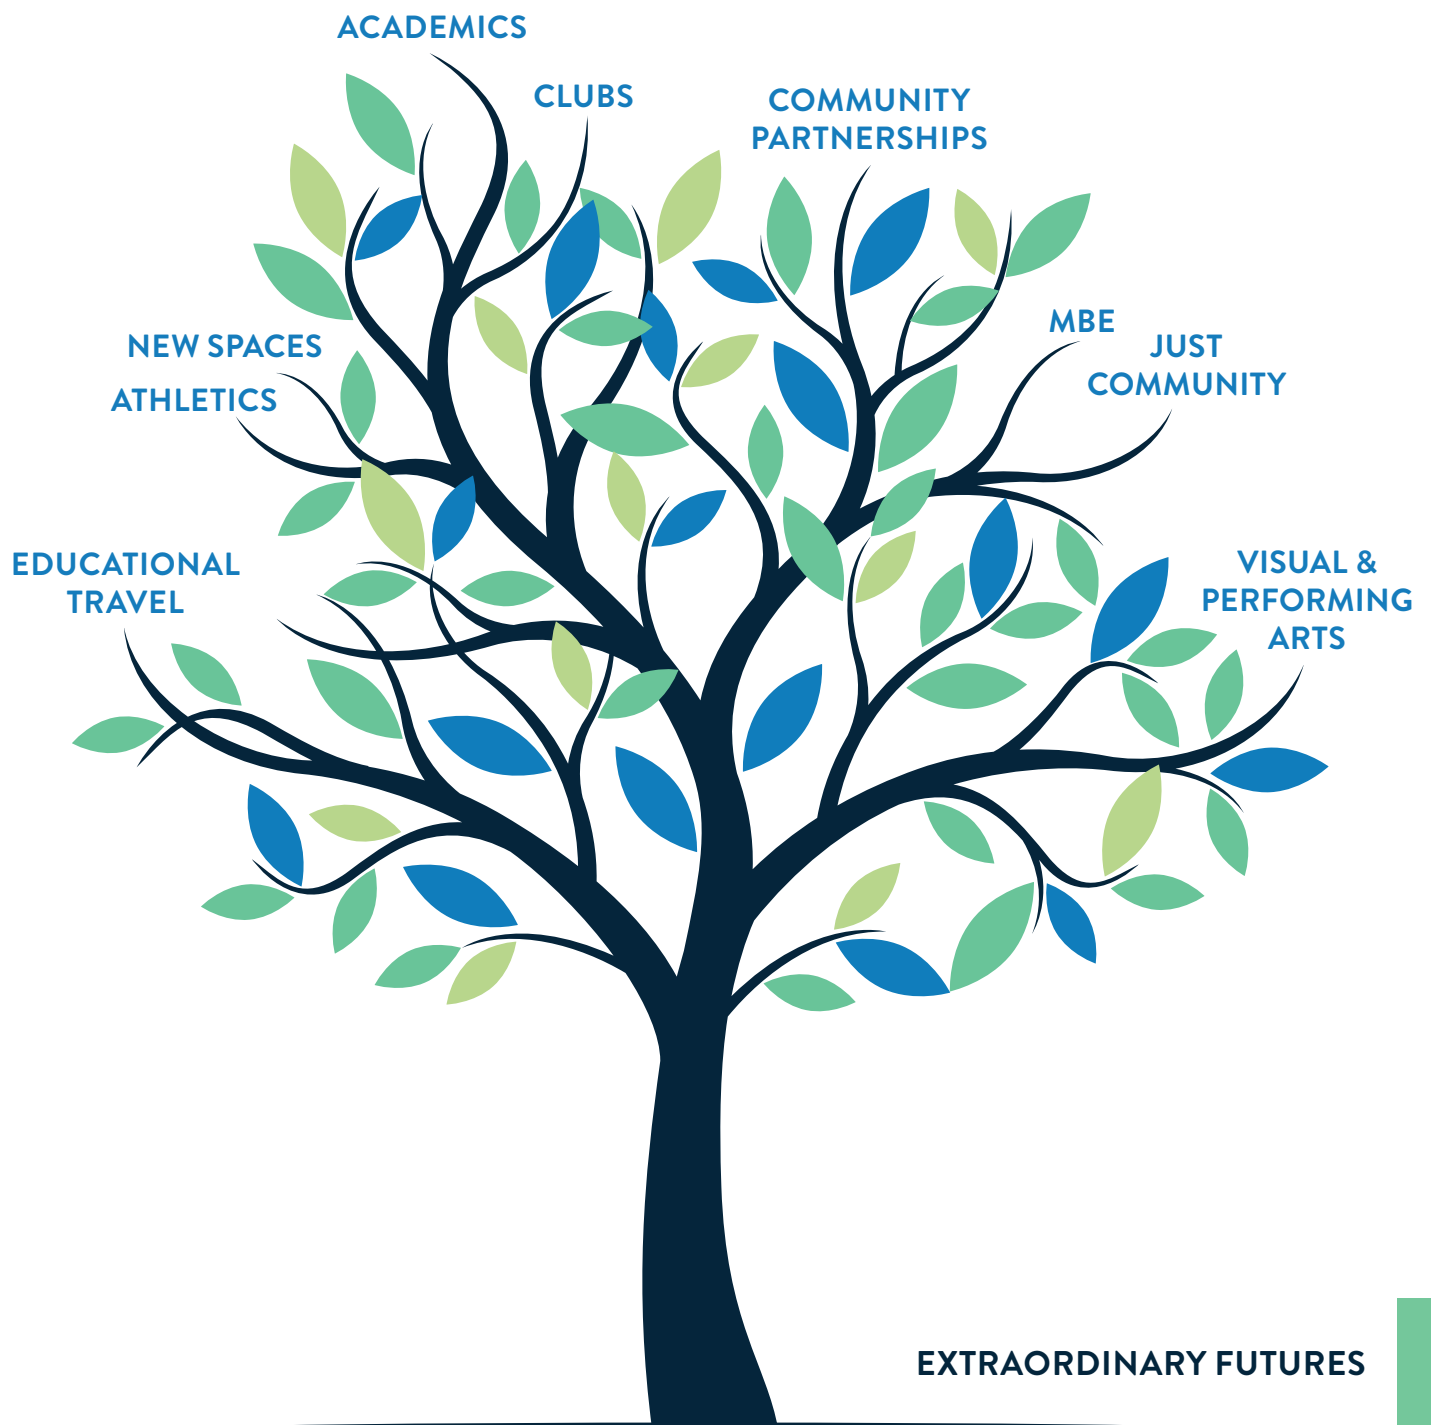 ACADEMICS
CLUBS
COMMUNITY
PARTNERSHIPS
NEW SPACES
ATHLETICS
MBE
JUST
COMMUNITY
EDUCATIONAL
TRAVEL
VISUAL &
PERFORMING
ARTS
EXTRAORDINARY FUTURES